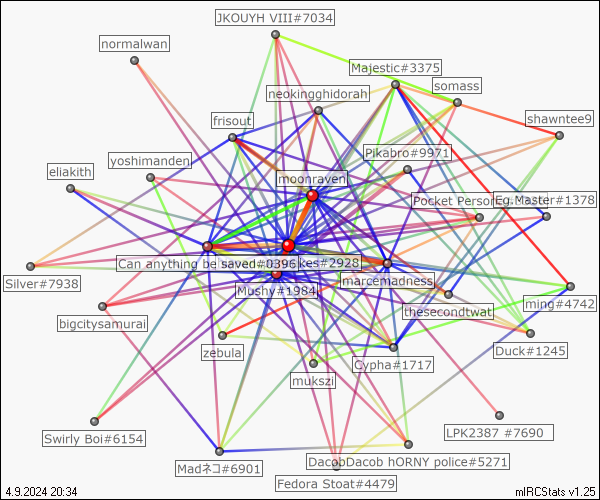 JKOUYH VIII#7034
normalwan
Majestic#3375
somass
neokingghidorah
frisout
shawntee9
Pikabro#9971
yoshimanden
eliakith
moonraven
Pocket Person
Eg.Master#1378
Can anything be saved#0396
kes#2928
Silver#7938
marcemadness
Moshy#1984
ming#4742
thesecondtwat
bigcitysamurai
zebula
Duck#1245
Cypha#1717
mukszi
LPK2387 #7690
Swirly Boi#6154
Madネコ#6901
DacobDacob hORNY police#5271
Fedora Stoat#4479
4.9.2024 20:34
mIRCStats v1.25